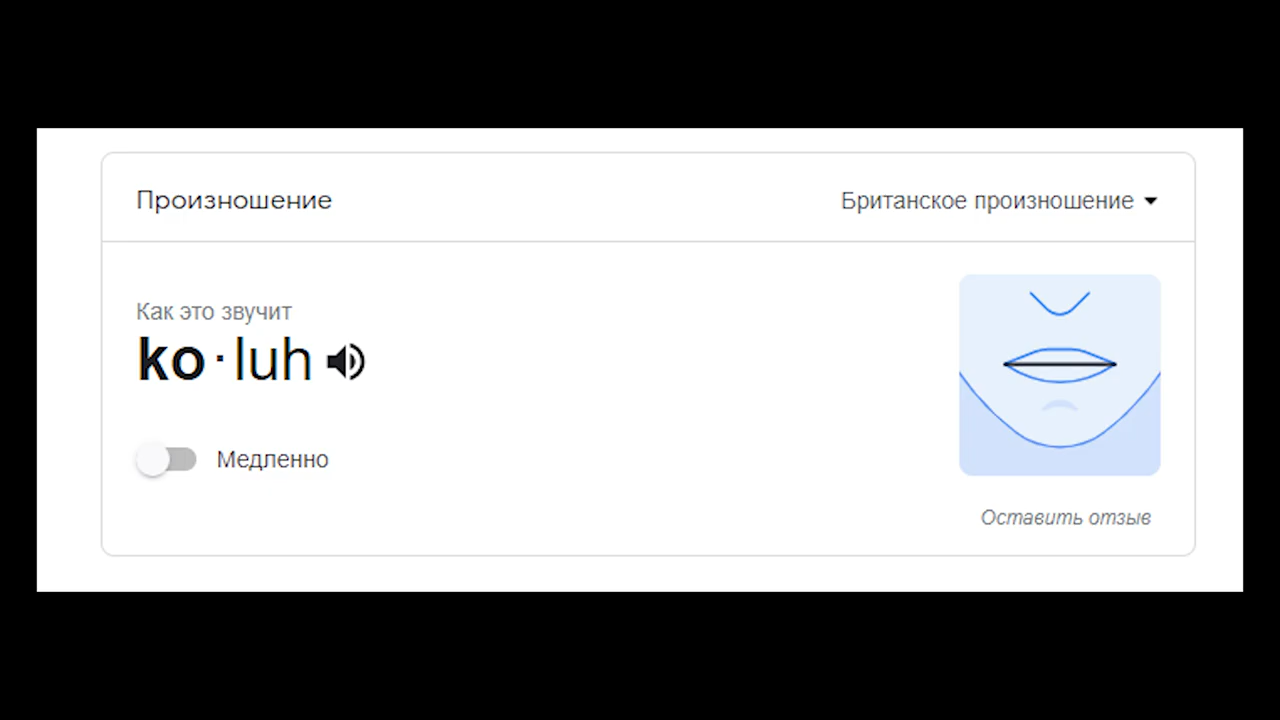 Произношение
Британское произношение
Как это звучит
ko·luh
Медленно
Оставить отзыв